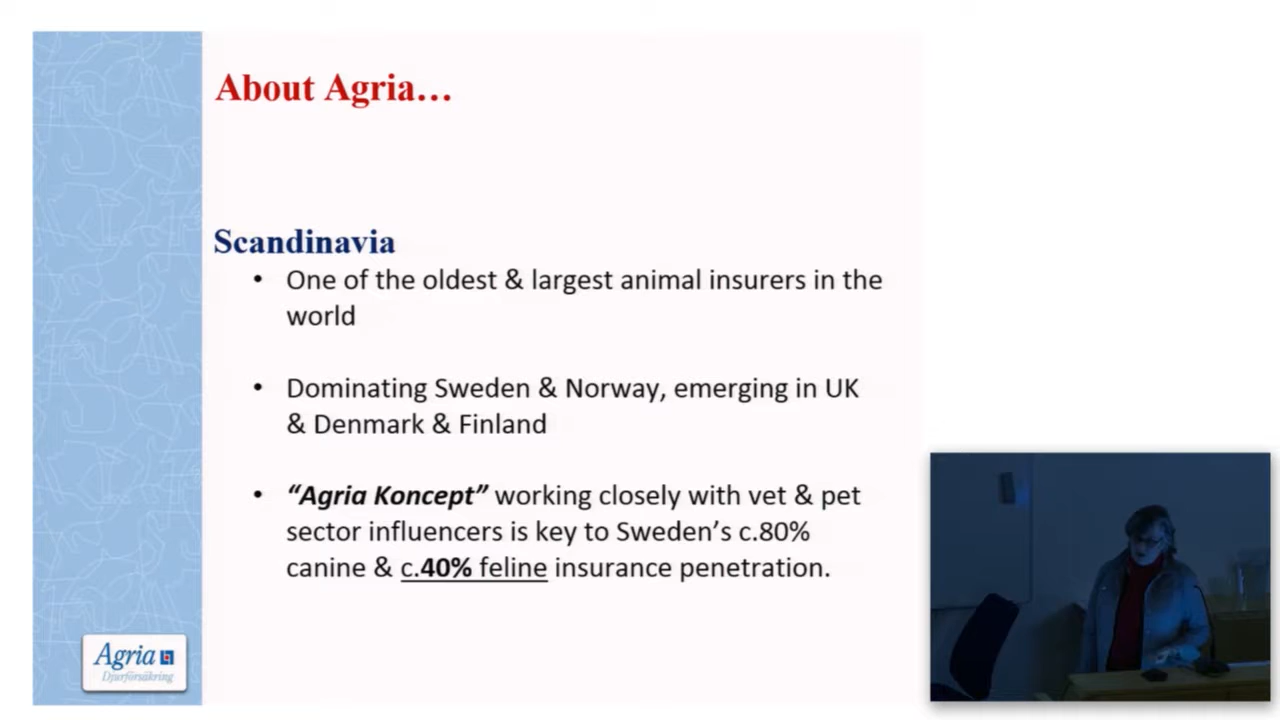 About Agria…
Scandinavia
• One of the oldest & largest animal insurers in the
world
• Dominating Sweden & Norway, emerging in UK
& Denmark & Finland
• “Agria Koncept” working closely with vet & pet
sector influencers is key to Sweden’s c.80%
canine & c.40% feline insurance penetration.
Agria
Djurförsäkring